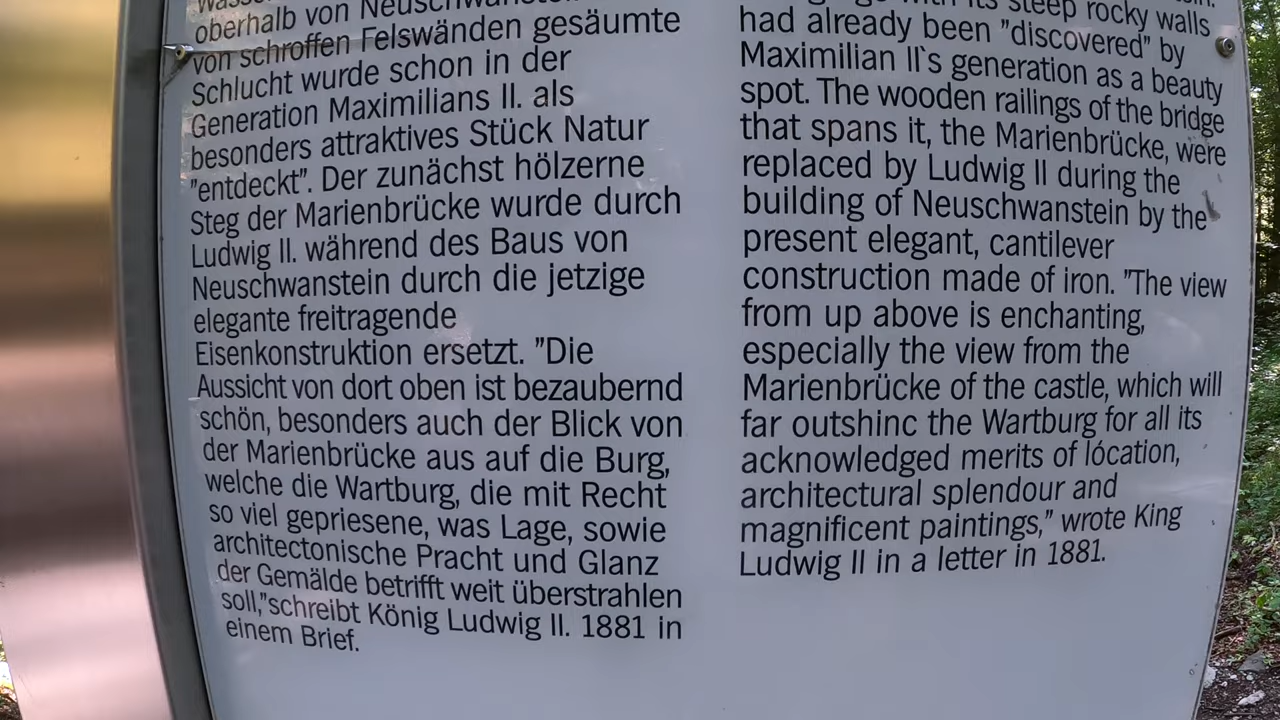 oberhalb von Neuschwanstein
von schroffen Felswänden gesäumte
Schlucht wurde schon in der
Generation Maximilians II. als
besonders attraktives Stück Natur
"entdeckt". Der zunächst hölzerne
Steg der Marienbrücke wurde durch
Ludwig II. während des Baus von
Neuschwanstein durch die jetzige
elegante freitragende
Eisenkonstruktion ersetzt. "Die
Aussicht von dort oben ist bezaubernd
schön, besonders auch der Blick von
der Marienbrücke aus auf die Burg,
welche die Wartburg, die mit Recht
so viel gepriesene, was Lage, sowie
architektonische Pracht und Glanz
der Gemälde betrifft weit überstrahlen
soll,"schreibt König Ludwig II. 1881 in
einem Brief.
with its steep rocky walls
had already been "discovered" by
Maximilian II`s generation as a beauty
spot. The wooden railings of the bridge
that spans it, the Marienbrücke, were
replaced by Ludwig II during the
building of Neuschwanstein by the
present elegant, cantilever
construction made of iron. "The view
from up above is enchanting,
especially the view from the
Marienbrücke of the castle, which will
far outshinc the Wartburg for all its
acknowledged merits of location,
architectural splendour and
magnificent paintings," wrote King
Ludwig II in a letter in 1881.